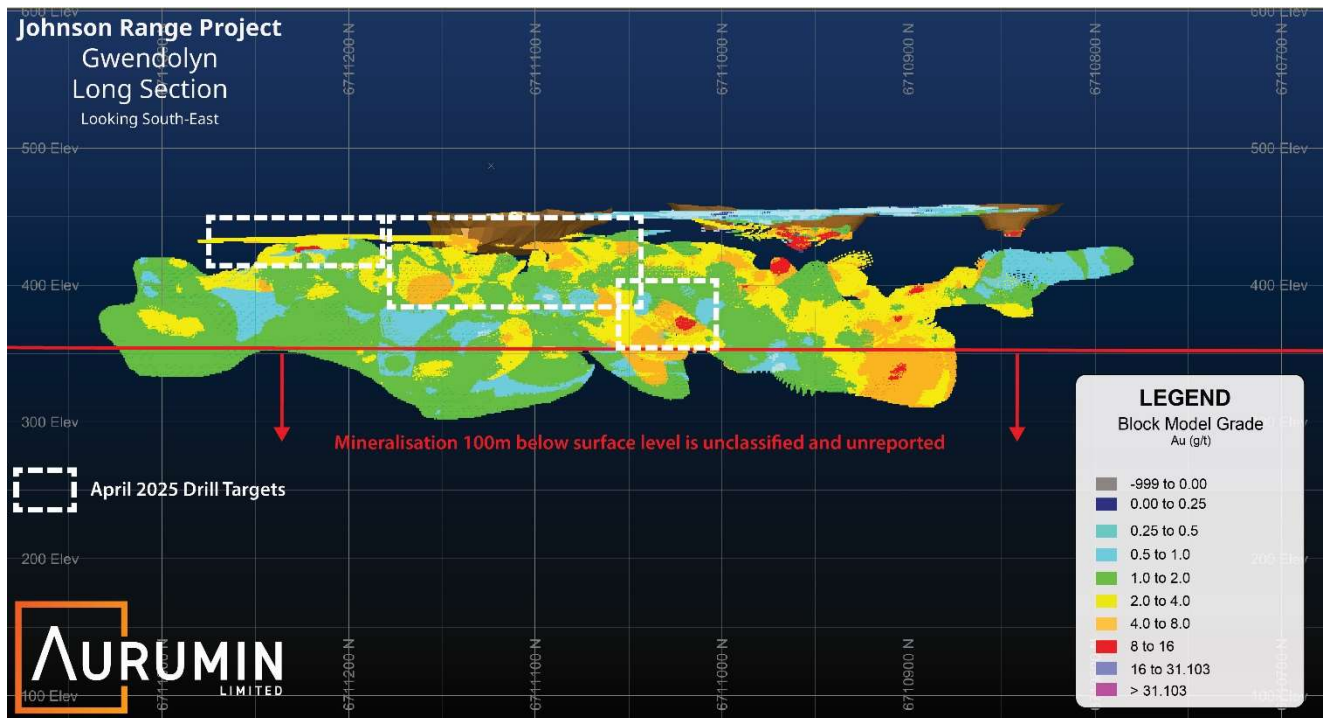 Johnson Range Project
Gwendolyn
Long Section
Looking South-East
600 Elev
600 Elev
6711200 N
6711100 N
6711000 N
6710900 N
6710800 N
6710700 N
500 Elev
500 Elev
400 Elev
400 Elev
300 Elev
Mineralisation 100m below surface level is unclassified and unreported
April 2025 Drill Targets
200 Elev
LEGEND
Block Model Grade
Au (g/t)
-999 to 0.00
0.00 to 0.25
0.25 to 0.5
0.5 to 1.0
1.0 to 2.0
2.0 to 4.0
4.0 to 8.0
8 to 16
16 to 31.103
> 31.103
6711200 N
6711100 N
6711000 N
6710900 N
6710800 N
AURUMIN
LIMITED
100 Elev